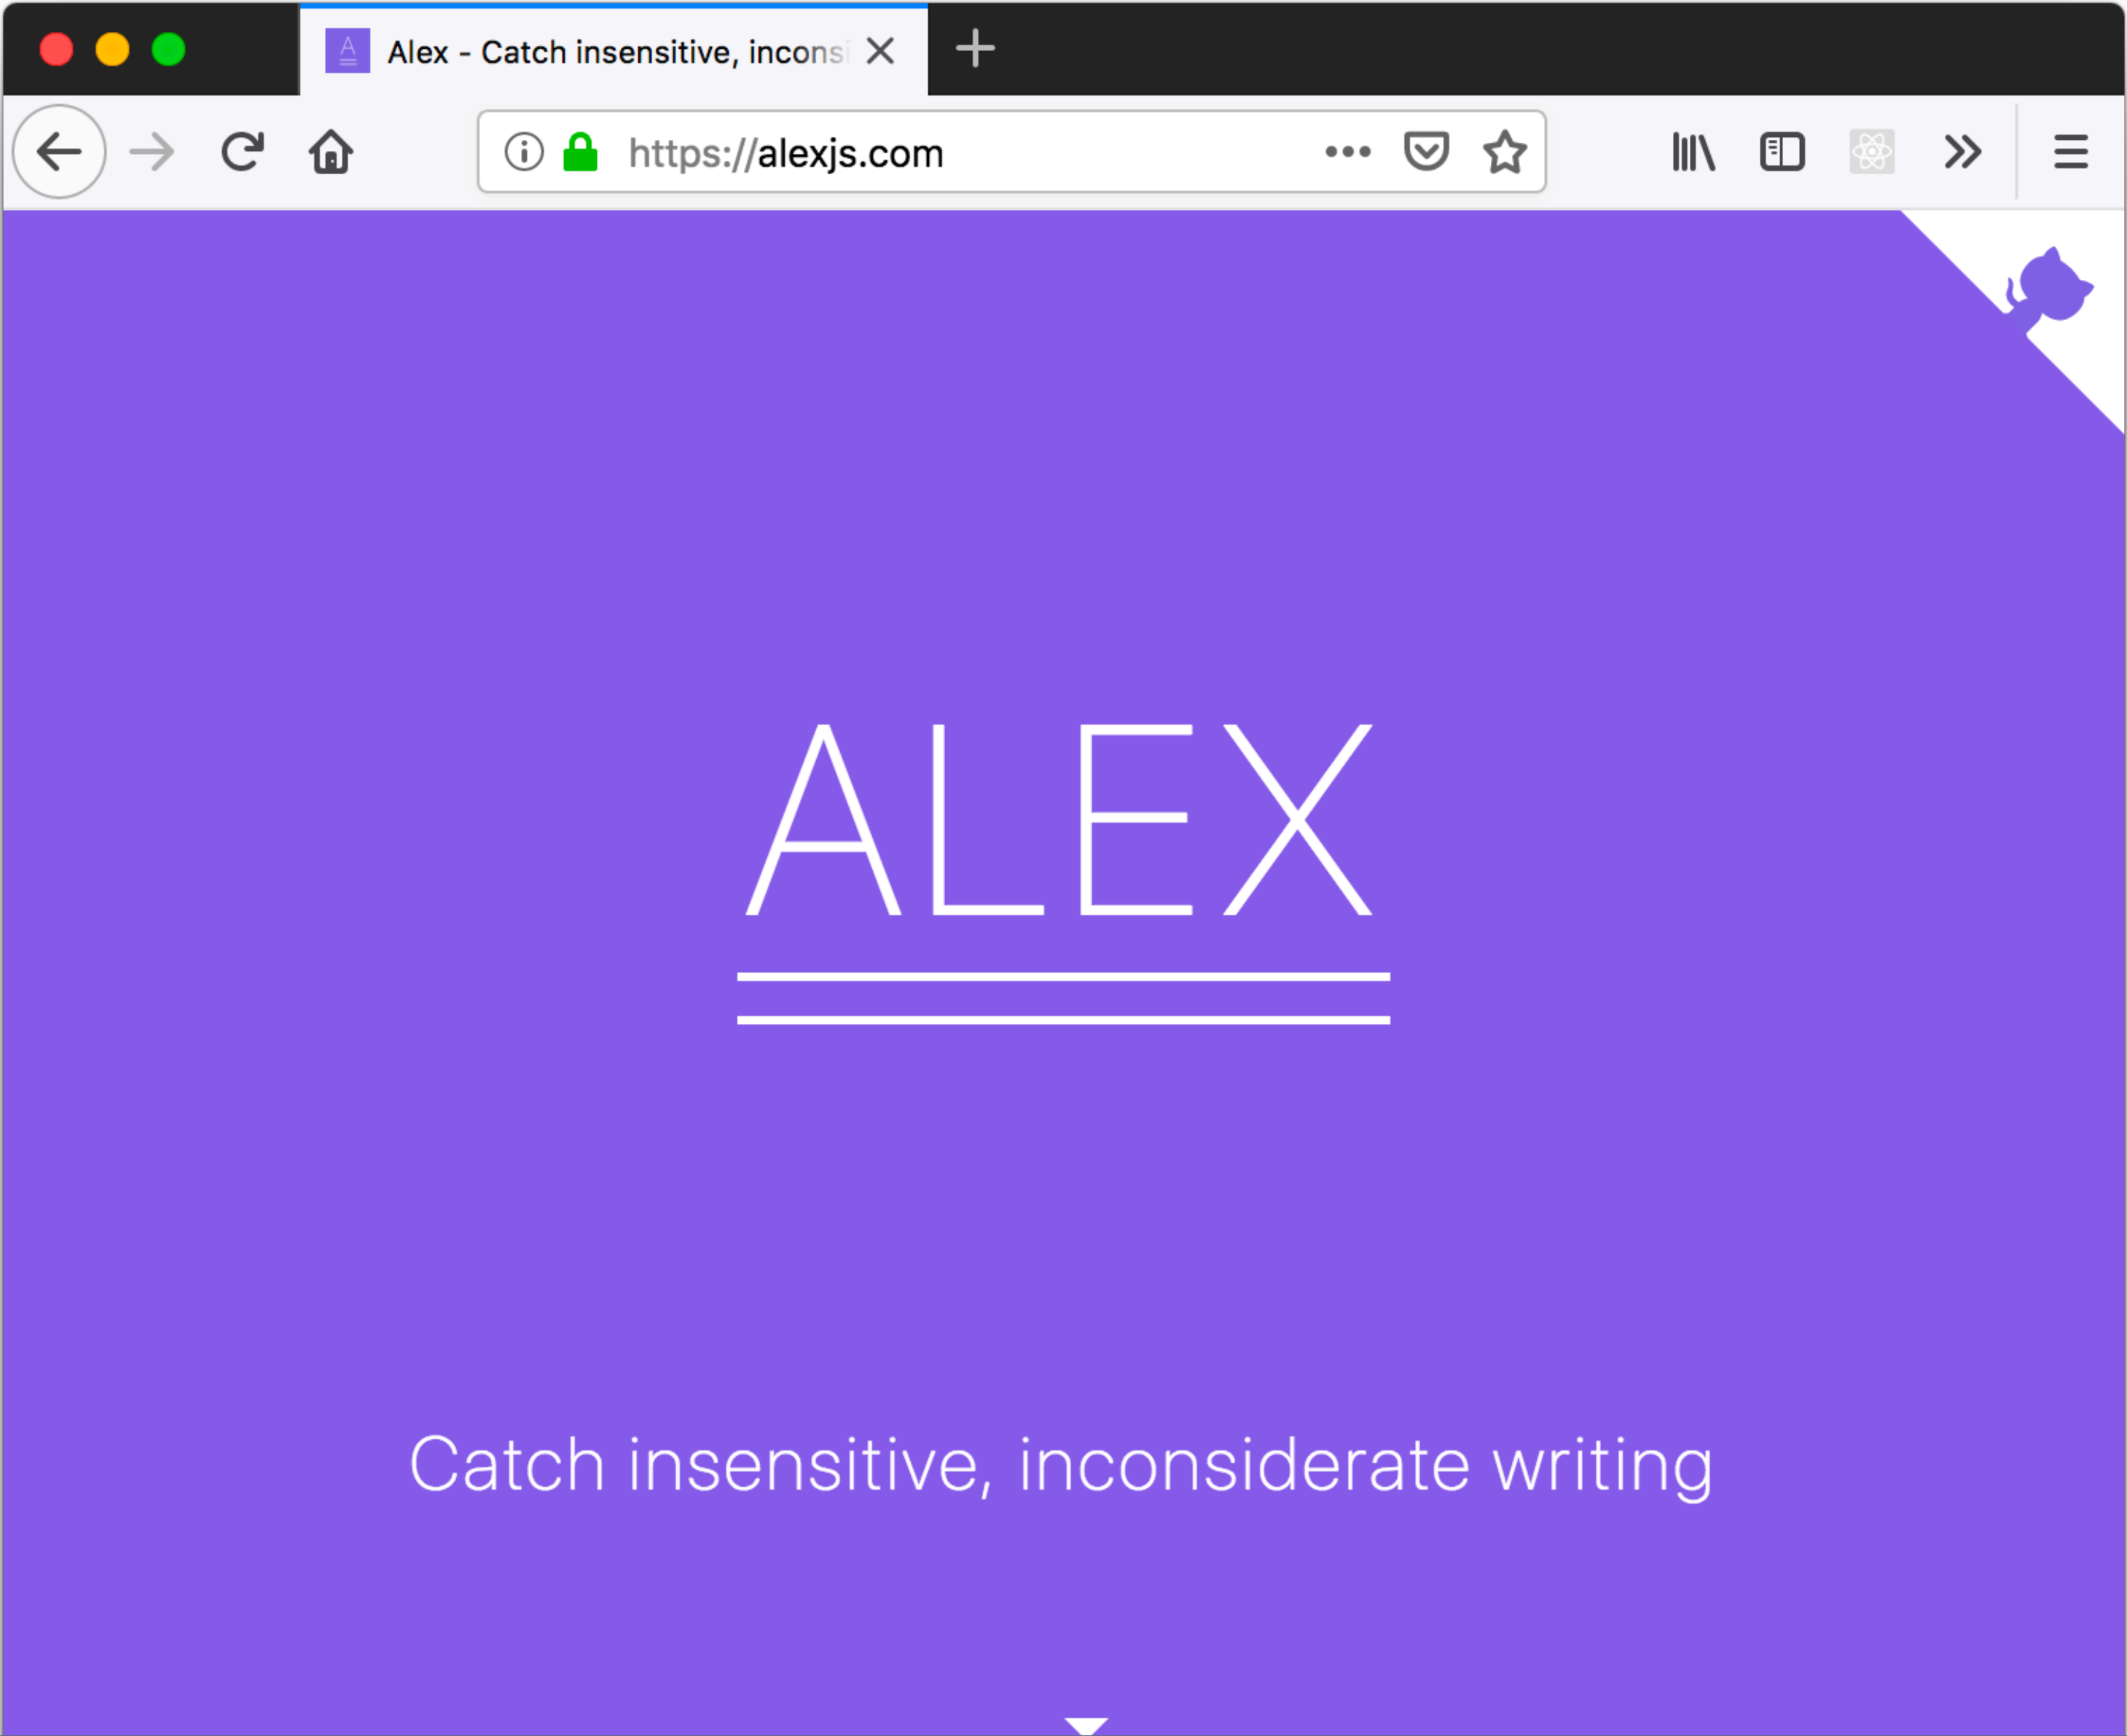 Alex - Catch insensitive, incons
https://alexjs.com
ALEX
Catch insensitive, inconsiderate writing